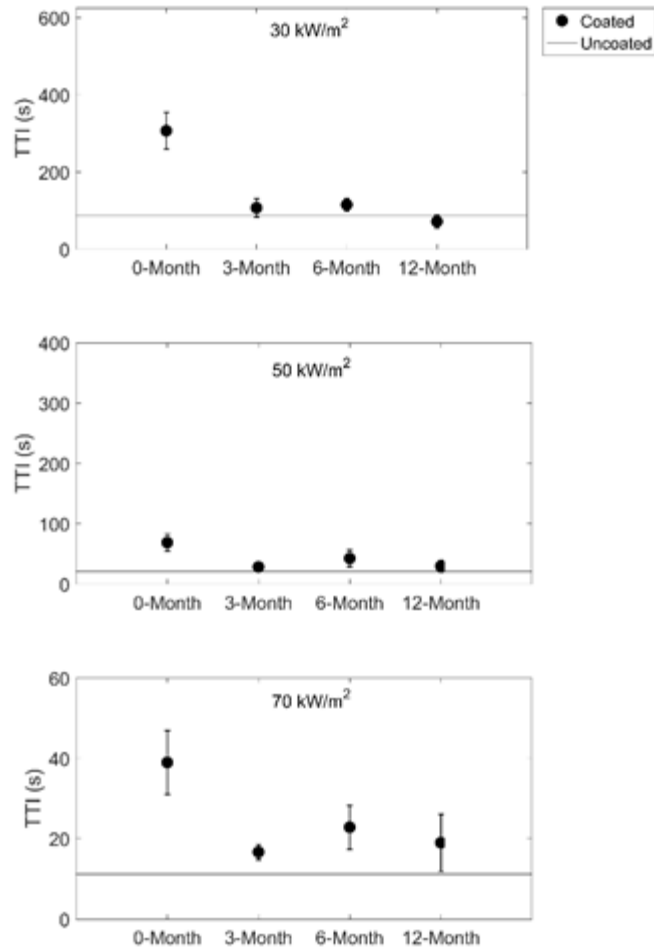 30 kW/m²
Coated
Uncoated
TTI (s)
600
400
200
0
0-Month 3-Month 6-Month 12-Month
50 kW/m²
TTI (s)
400
300
200
100
0
0-Month 3-Month 6-Month 12-Month
70 kW/m²
TTI (s)
60
40
20
0
0-Month 3-Month 6-Month 12-Month